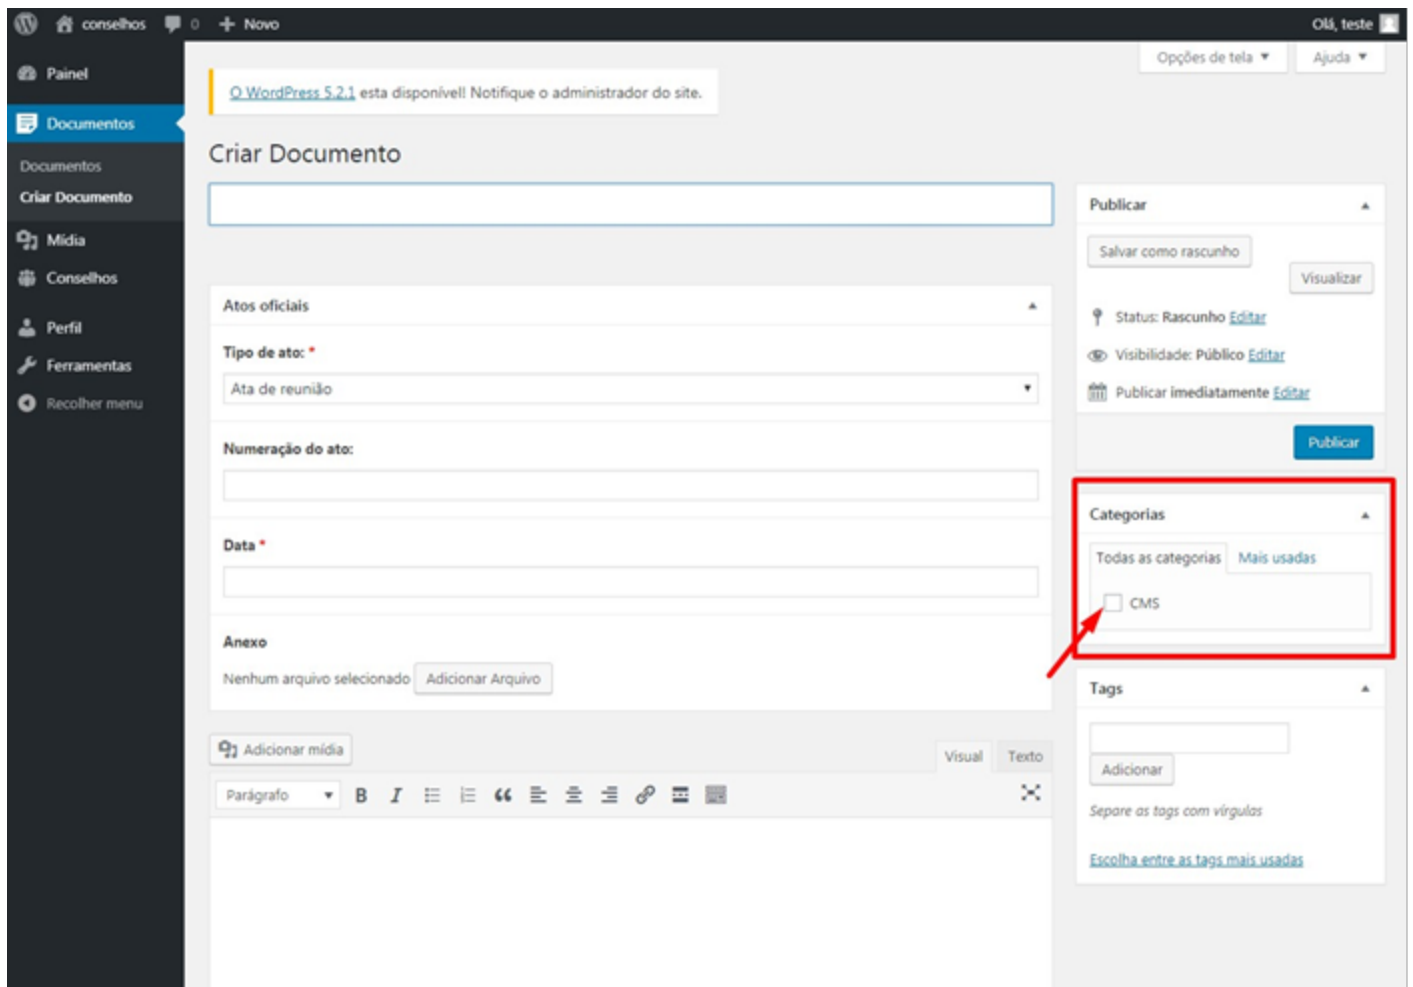 conselhos 0 Novo Olá, teste
Painel
Documentos
Documentos
Criar Documento
Mídia
Conselhos
Perfil
Ferramentas
Recolher menu
Opções de tela Ajuda
O WordPress 5.2.1 esta disponível! Notifique o administrador do site.
Criar Documento
Atos oficiais
Tipo de ato: *
Ata de reunião
Numeração do ato:
Data *
Anexo
Nenhum arquivo selecionado Adicionar Arquivo
Adicionar mídia
Visual Texto
Parágrafo B I
Publicar
Salvar como rascunho
Visualizar
Status: Rascunho Editar
Visibilidade: Público Editar
Publicar imediatamente Editar
Publicar
Categorias
Todas as categorias Mais usadas
CMS
Tags
Adicionar
Separe as tags com vírgulas
Escolha entre as tags mais usadas